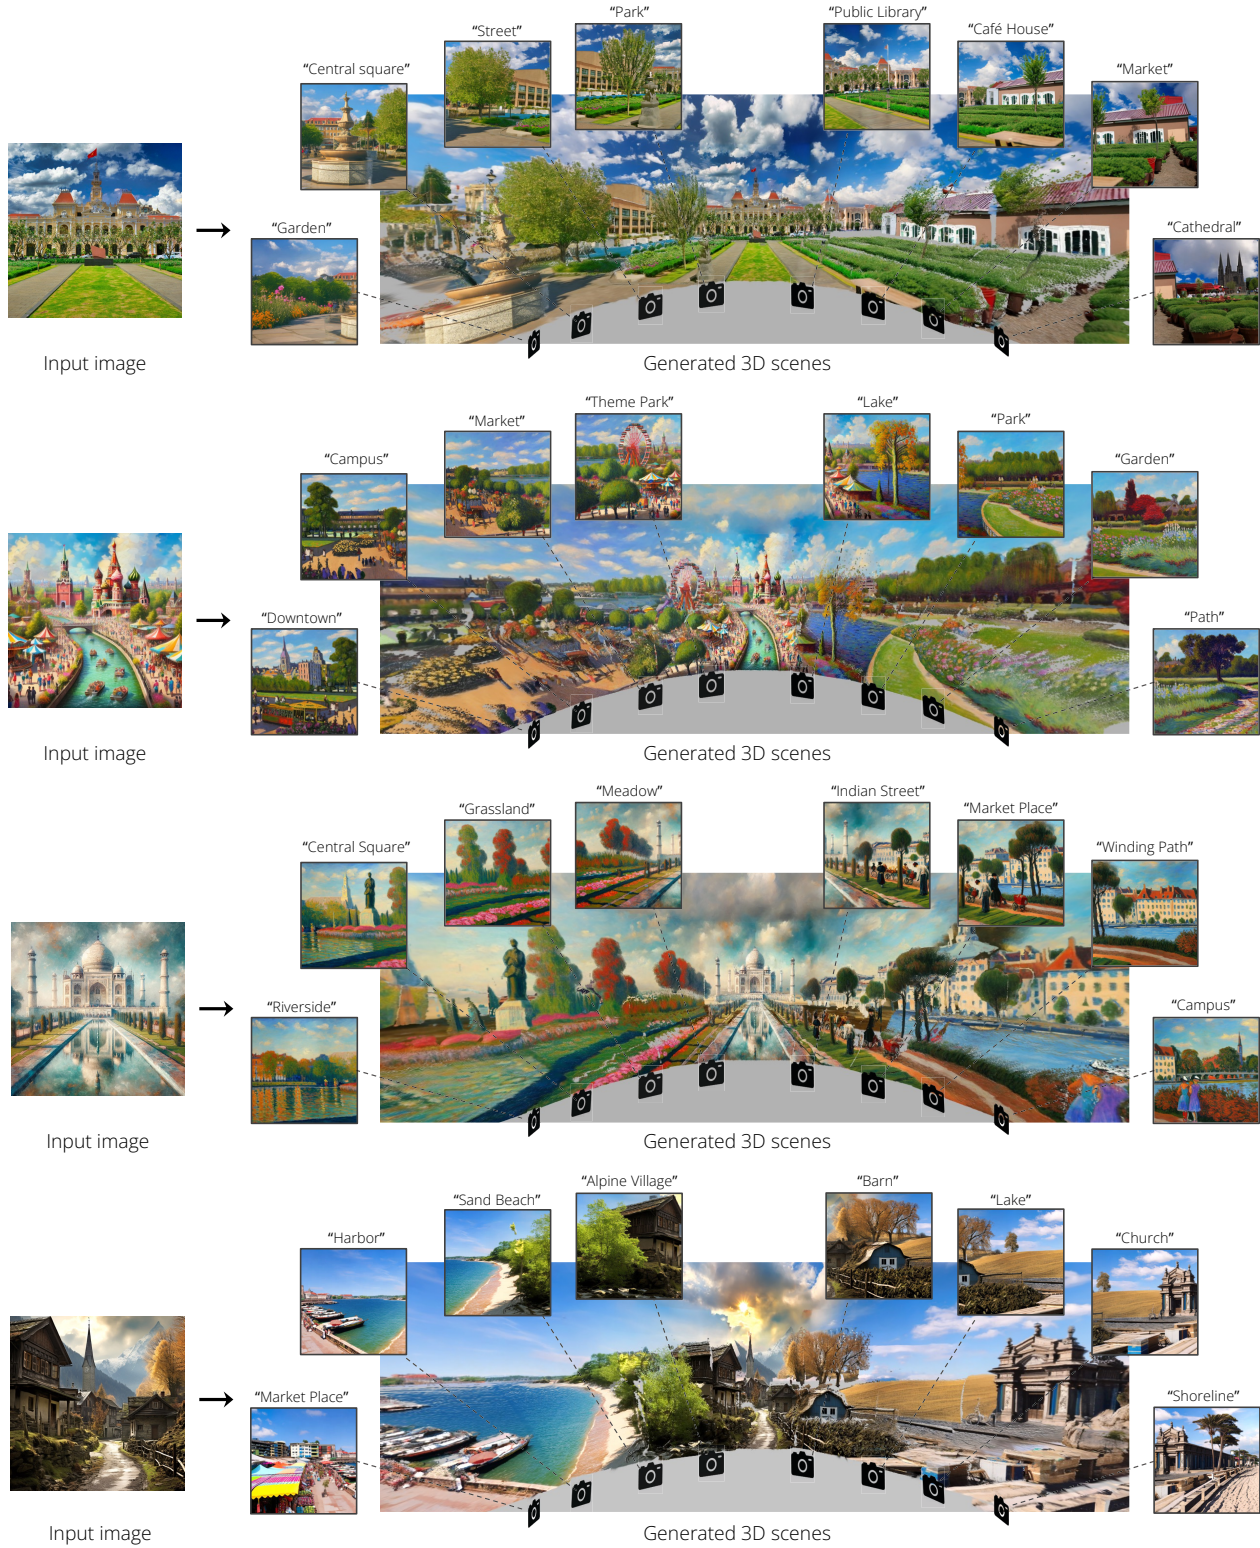 “Park”
“Public Library”
“Street”
“Café House”
“Central square”
“Market”
“Garden”
“Cathedral”
Input image
Generated 3D scenes
“Theme Park”
“Lake”
“Market”
“Park”
“Campus”
“Garden”
“Downtown”
“Path”
Input image
Generated 3D scenes
“Meadow”
“Indian Street”
“Grassland”
“Market Place”
“Central Square”
“Winding Path”
“Riverside”
“Campus”
Input image
Generated 3D scenes
“Alpine Village”
“Barn”
“Sand Beach”
“Lake”
“Harbor”
“Church”
“Market Place”
“Shoreline”
Input image
Generated 3D scenes